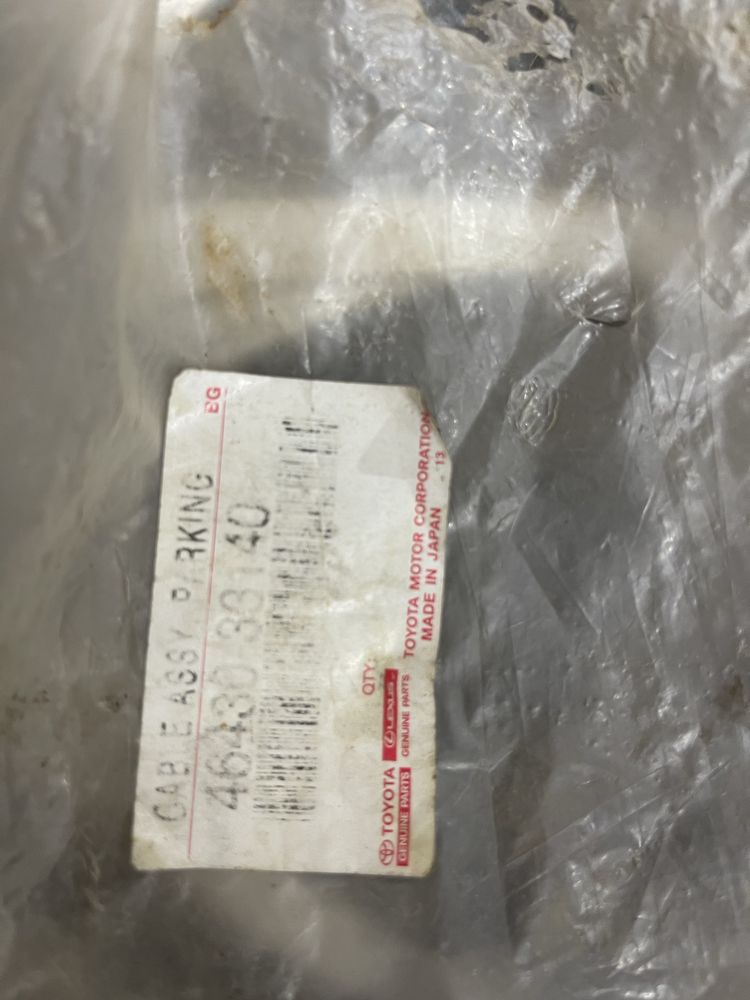 BG
CABLE ASSY PARKING
46430 33140
QTY.
TOYOTA MOTOR CORPORATION
MADE IN JAPAN
13
TOYOTA
GENUINE PARTS
LEXUS
GENUINE PARTS